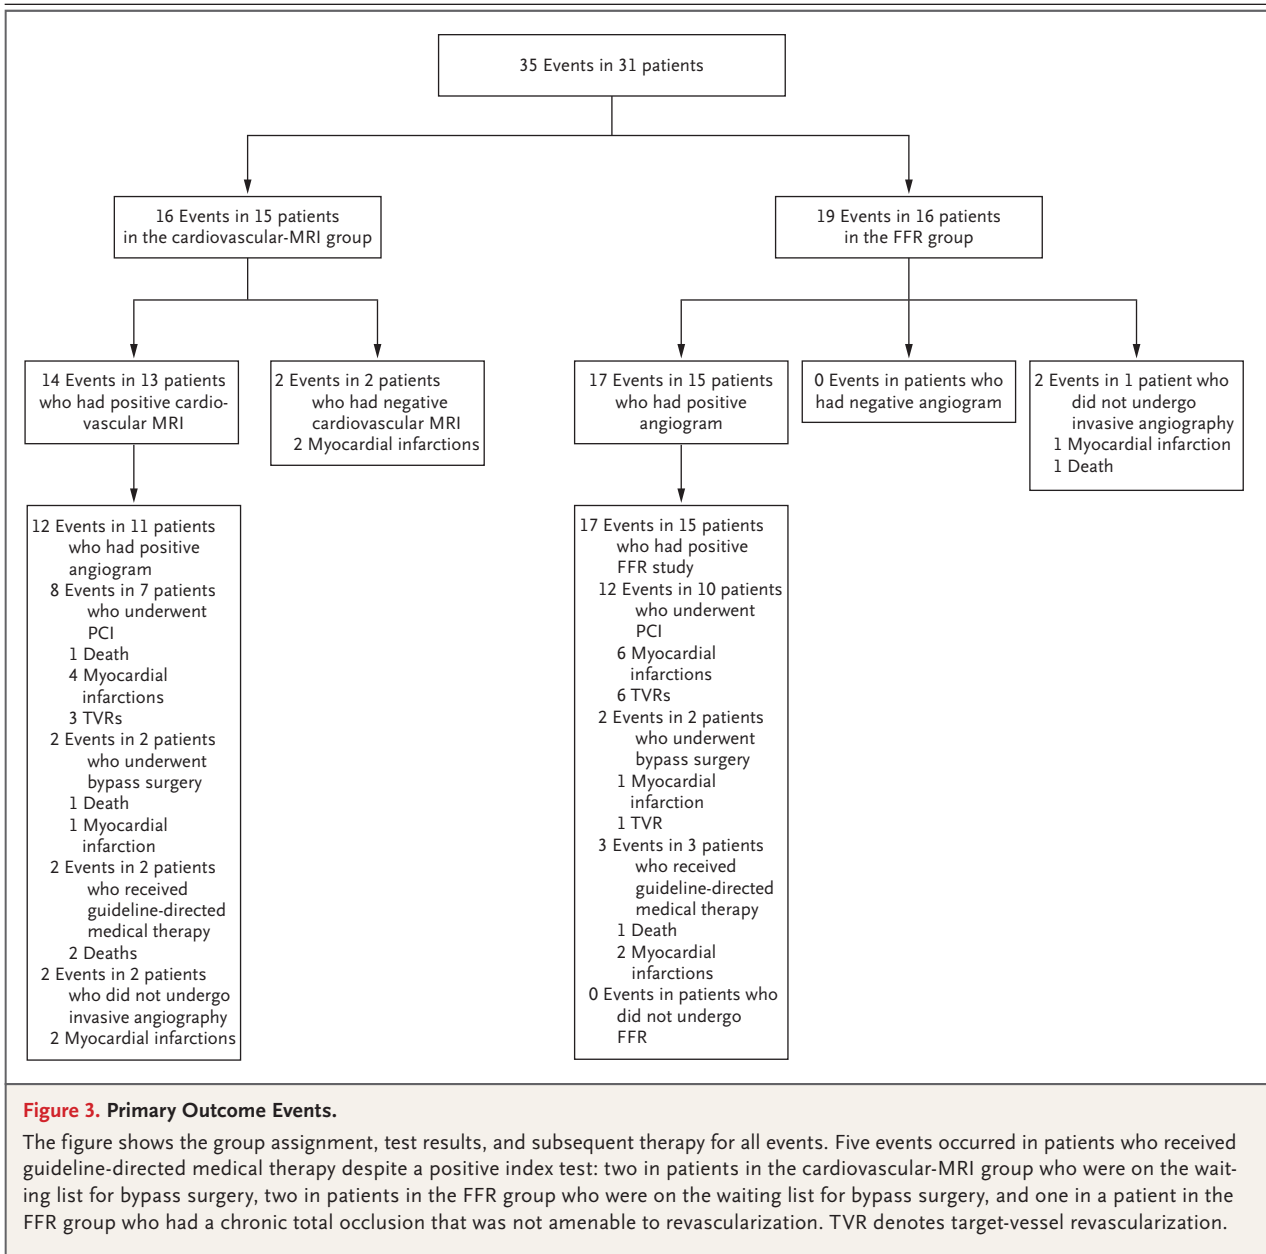 35 Events in 31 patients
16 Events in 15 patients
in the cardiovascular-MRI group
19 Events in 16 patients
in the FFR group
14 Events in 13 patients
who had positive cardio-
vascular MRI
2 Events in 2 patients
who had negative
cardiovascular MRI
2 Myocardial infarctions
17 Events in 15 patients
who had positive
angiogram
0 Events in patients who
had negative angiogram
2 Events in 1 patient who
did not undergo
invasive angiography
1 Myocardial infarction
1 Death
12 Events in 11 patients
who had positive
angiogram
8 Events in 7 patients
who underwent
PCI
1 Death
4 Myocardial
infarctions
3 TVRs
2 Events in 2 patients
who underwent
bypass surgery
1 Death
1 Myocardial
infarction
2 Events in 2 patients
who received
guideline-directed
medical therapy
2 Deaths
2 Events in 2 patients
who did not undergo
invasive angiography
2 Myocardial infarctions
17 Events in 15 patients
who had positive
FFR study
12 Events in 10 patients
who underwent
PCI
6 Myocardial
infarctions
6 TVRs
2 Events in 2 patients
who underwent
bypass surgery
1 Myocardial
infarction
1 TVR
3 Events in 3 patients
who received
guideline-directed
medical therapy
1 Death
2 Myocardial
infarctions
0 Events in patients who
did not undergo
FFR
Figure 3. Primary Outcome Events.
The figure shows the group assignment, test results, and subsequent therapy for all events. Five events occurred in patients who received
guideline-directed medical therapy despite a positive index test: two in patients in the cardiovascular-MRI group who were on the wait-
ing list for bypass surgery, two in patients in the FFR group who were on the waiting list for bypass surgery, and one in a patient in the
FFR group who had a chronic total occlusion that was not amenable to revascularization. TVR denotes target-vessel revascularization.